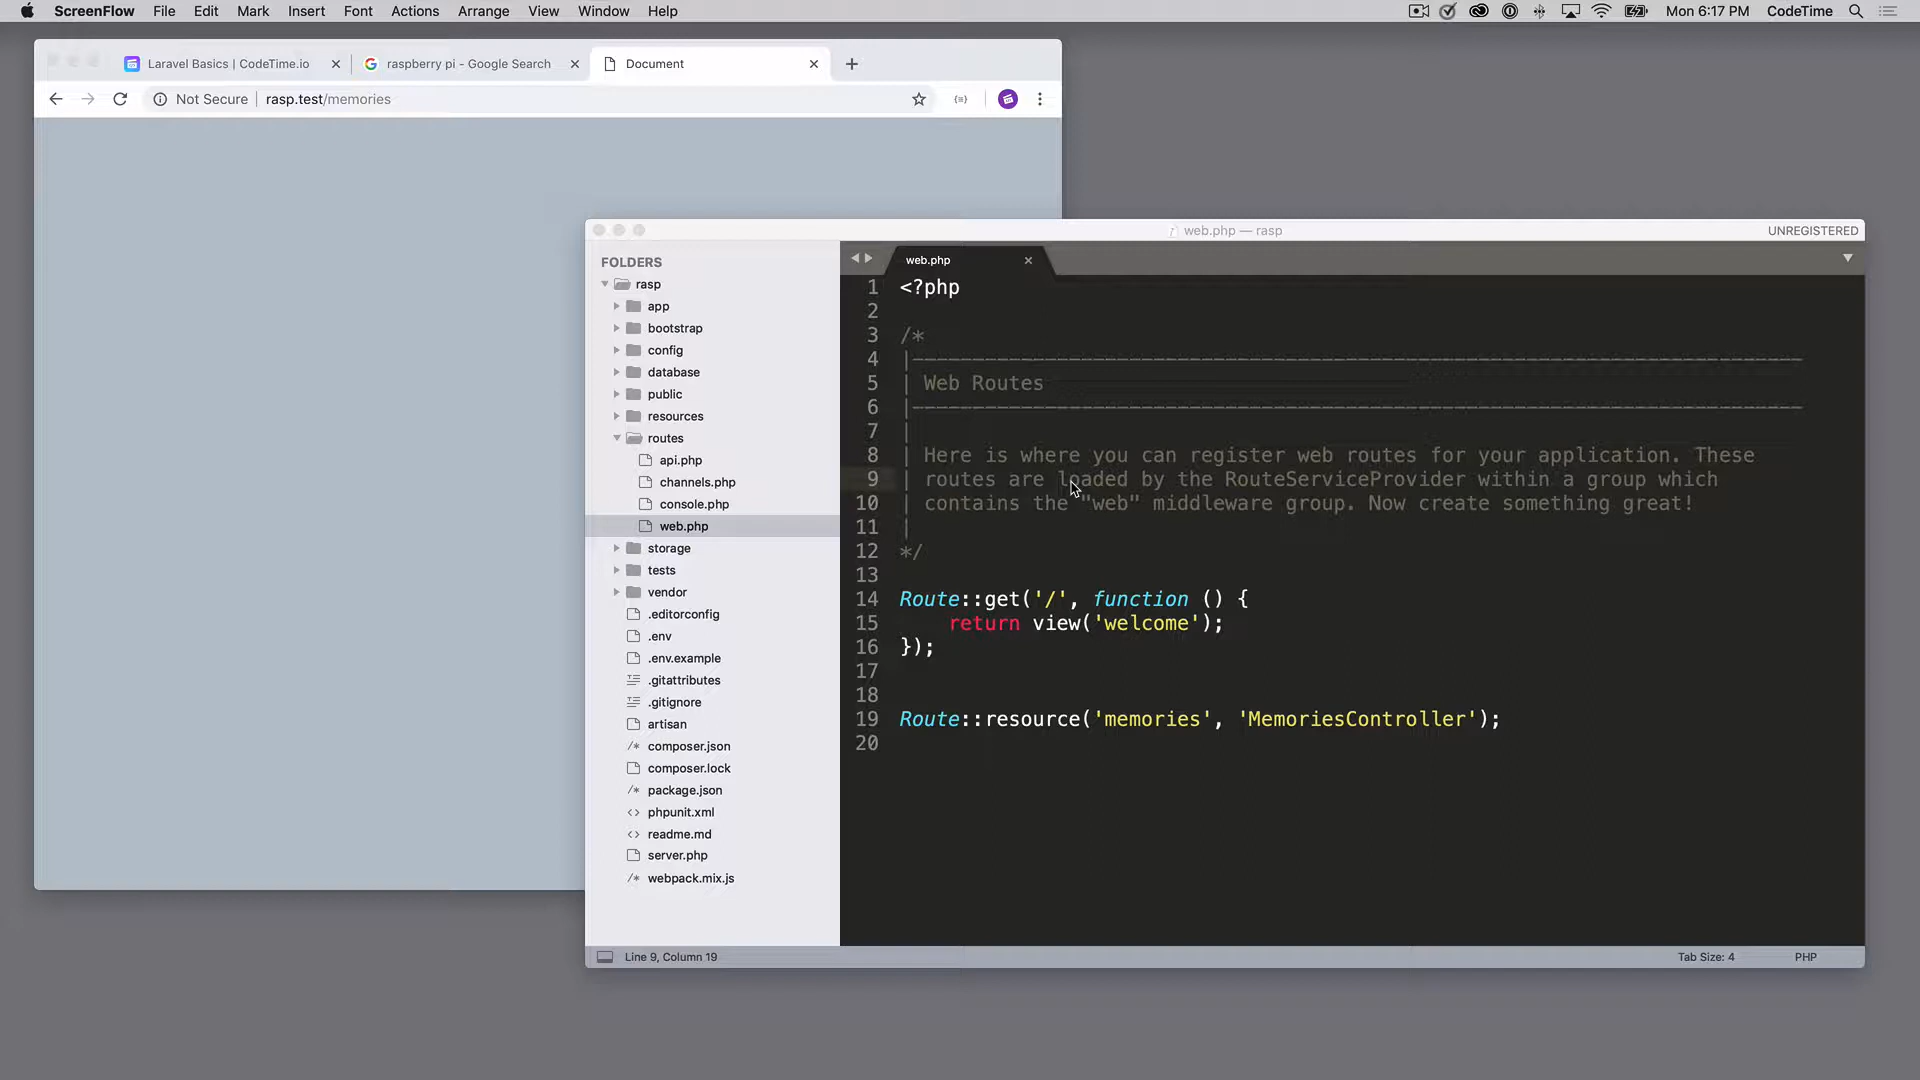 ScreenFlow File Edit Mark Insert Font Actions Arrange View Window Help Mon 6:17 PM CodeTime
Laravel Basics | CodeTime.io
raspberry pi - Google Search
Document
Not Secure | rasp.test/memories
web.php — rasp
UNREGISTERED
FOLDERS
rasp
app
bootstrap
config
database
public
resources
routes
api.php
channels.php
console.php
web.php
storage
tests
vendor
.editorconfig
.env
.env.example
.gitattributes
.gitignore
artisan
composer.json
composer.lock
package.json
phpunit.xml
readme.md
server.php
webpack.mix.js
web.php
1 <?php
2
3 /*
4 |--------------------------------------------------------------------------
5 | Web Routes
6 |--------------------------------------------------------------------------
7 |
8 | Here is where you can register web routes for your application. These
9 | routes are loaded by the RouteServiceProvider within a group which
10 | contains the "web" middleware group. Now create something great!
11 |
12 */
13
14 Route::get('/', function () {
15     return view('welcome');
16 });
17
18
19 Route::resource('memories', 'MemoriesController');
20
Line 9, Column 19
Tab Size: 4
PHP